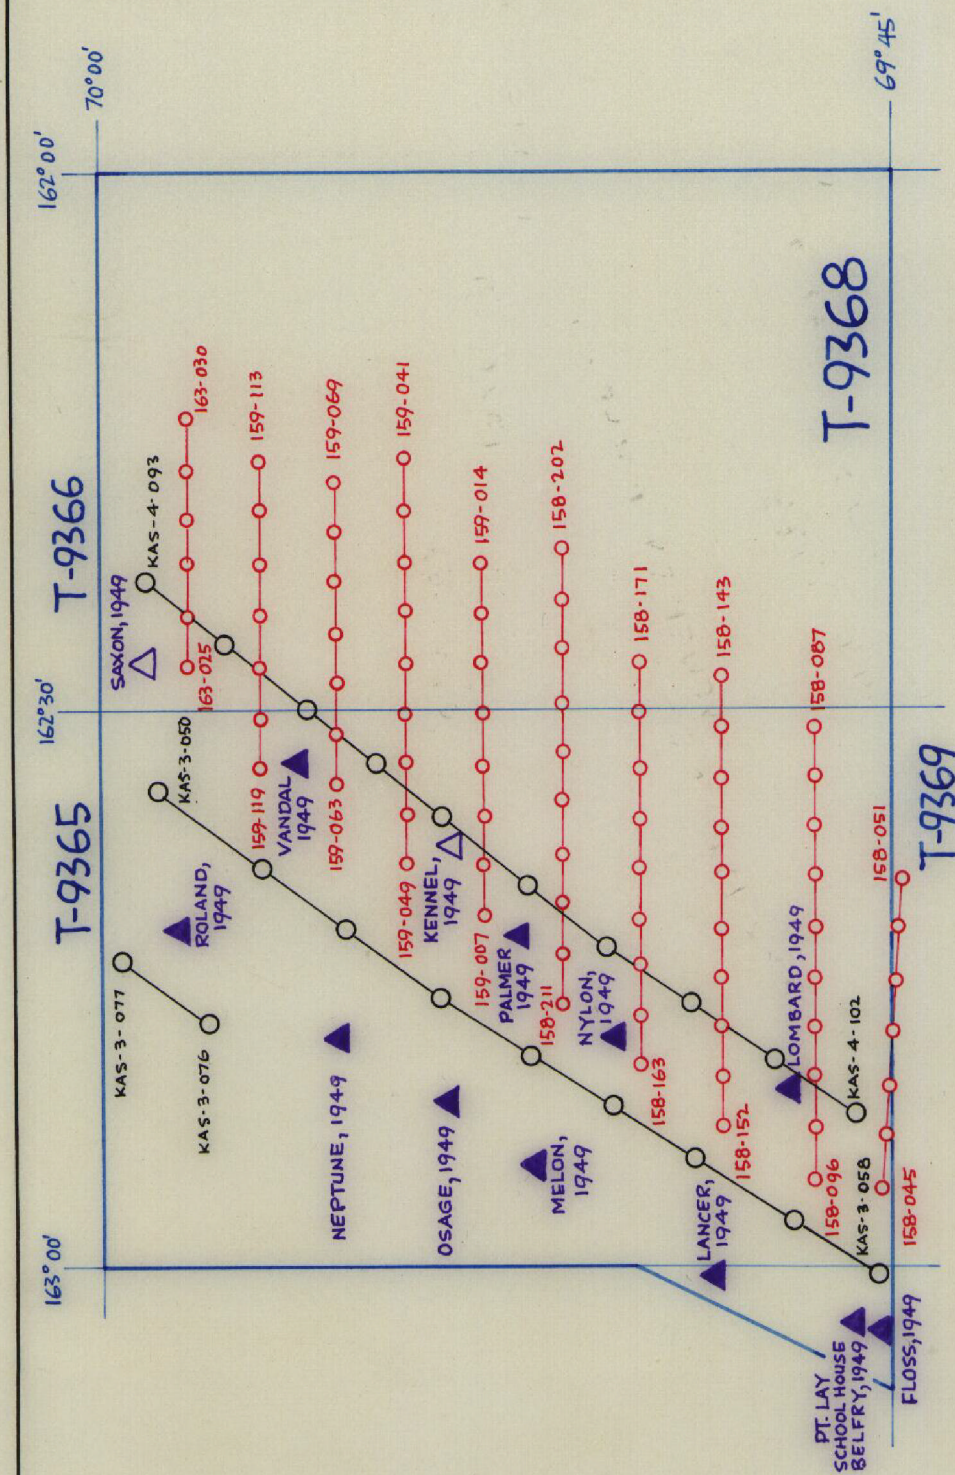 163°00'
162°30'
162°00'
70°00'
T-9365
T-9366
KAS-3-077
KAS-3-076
KAS-3-050
SAXON, 1949
KAS-4-093
163-025
163-030
ROLAND,
1949
159-119
159-113
VANDAL
1949
NEPTUNE, 1949
159-063
159-069
159-049
159-041
KENNEL,
1949
OSAGE, 1949
159-007
159-014
PALMER
1949
MELON,
1949
158-211
158-202
NYLON,
1949
158-163
158-171
LANCER,
1949
158-152
158-143
LOMBARD, 1949
158-096
158-087
T-9368
PT. LAY
SCHOOL HOUSE
BELFRY, 1949
KAS-3-058
KAS-4-102
158-051
69°45'
FLOSS, 1949
158-045
T-9369